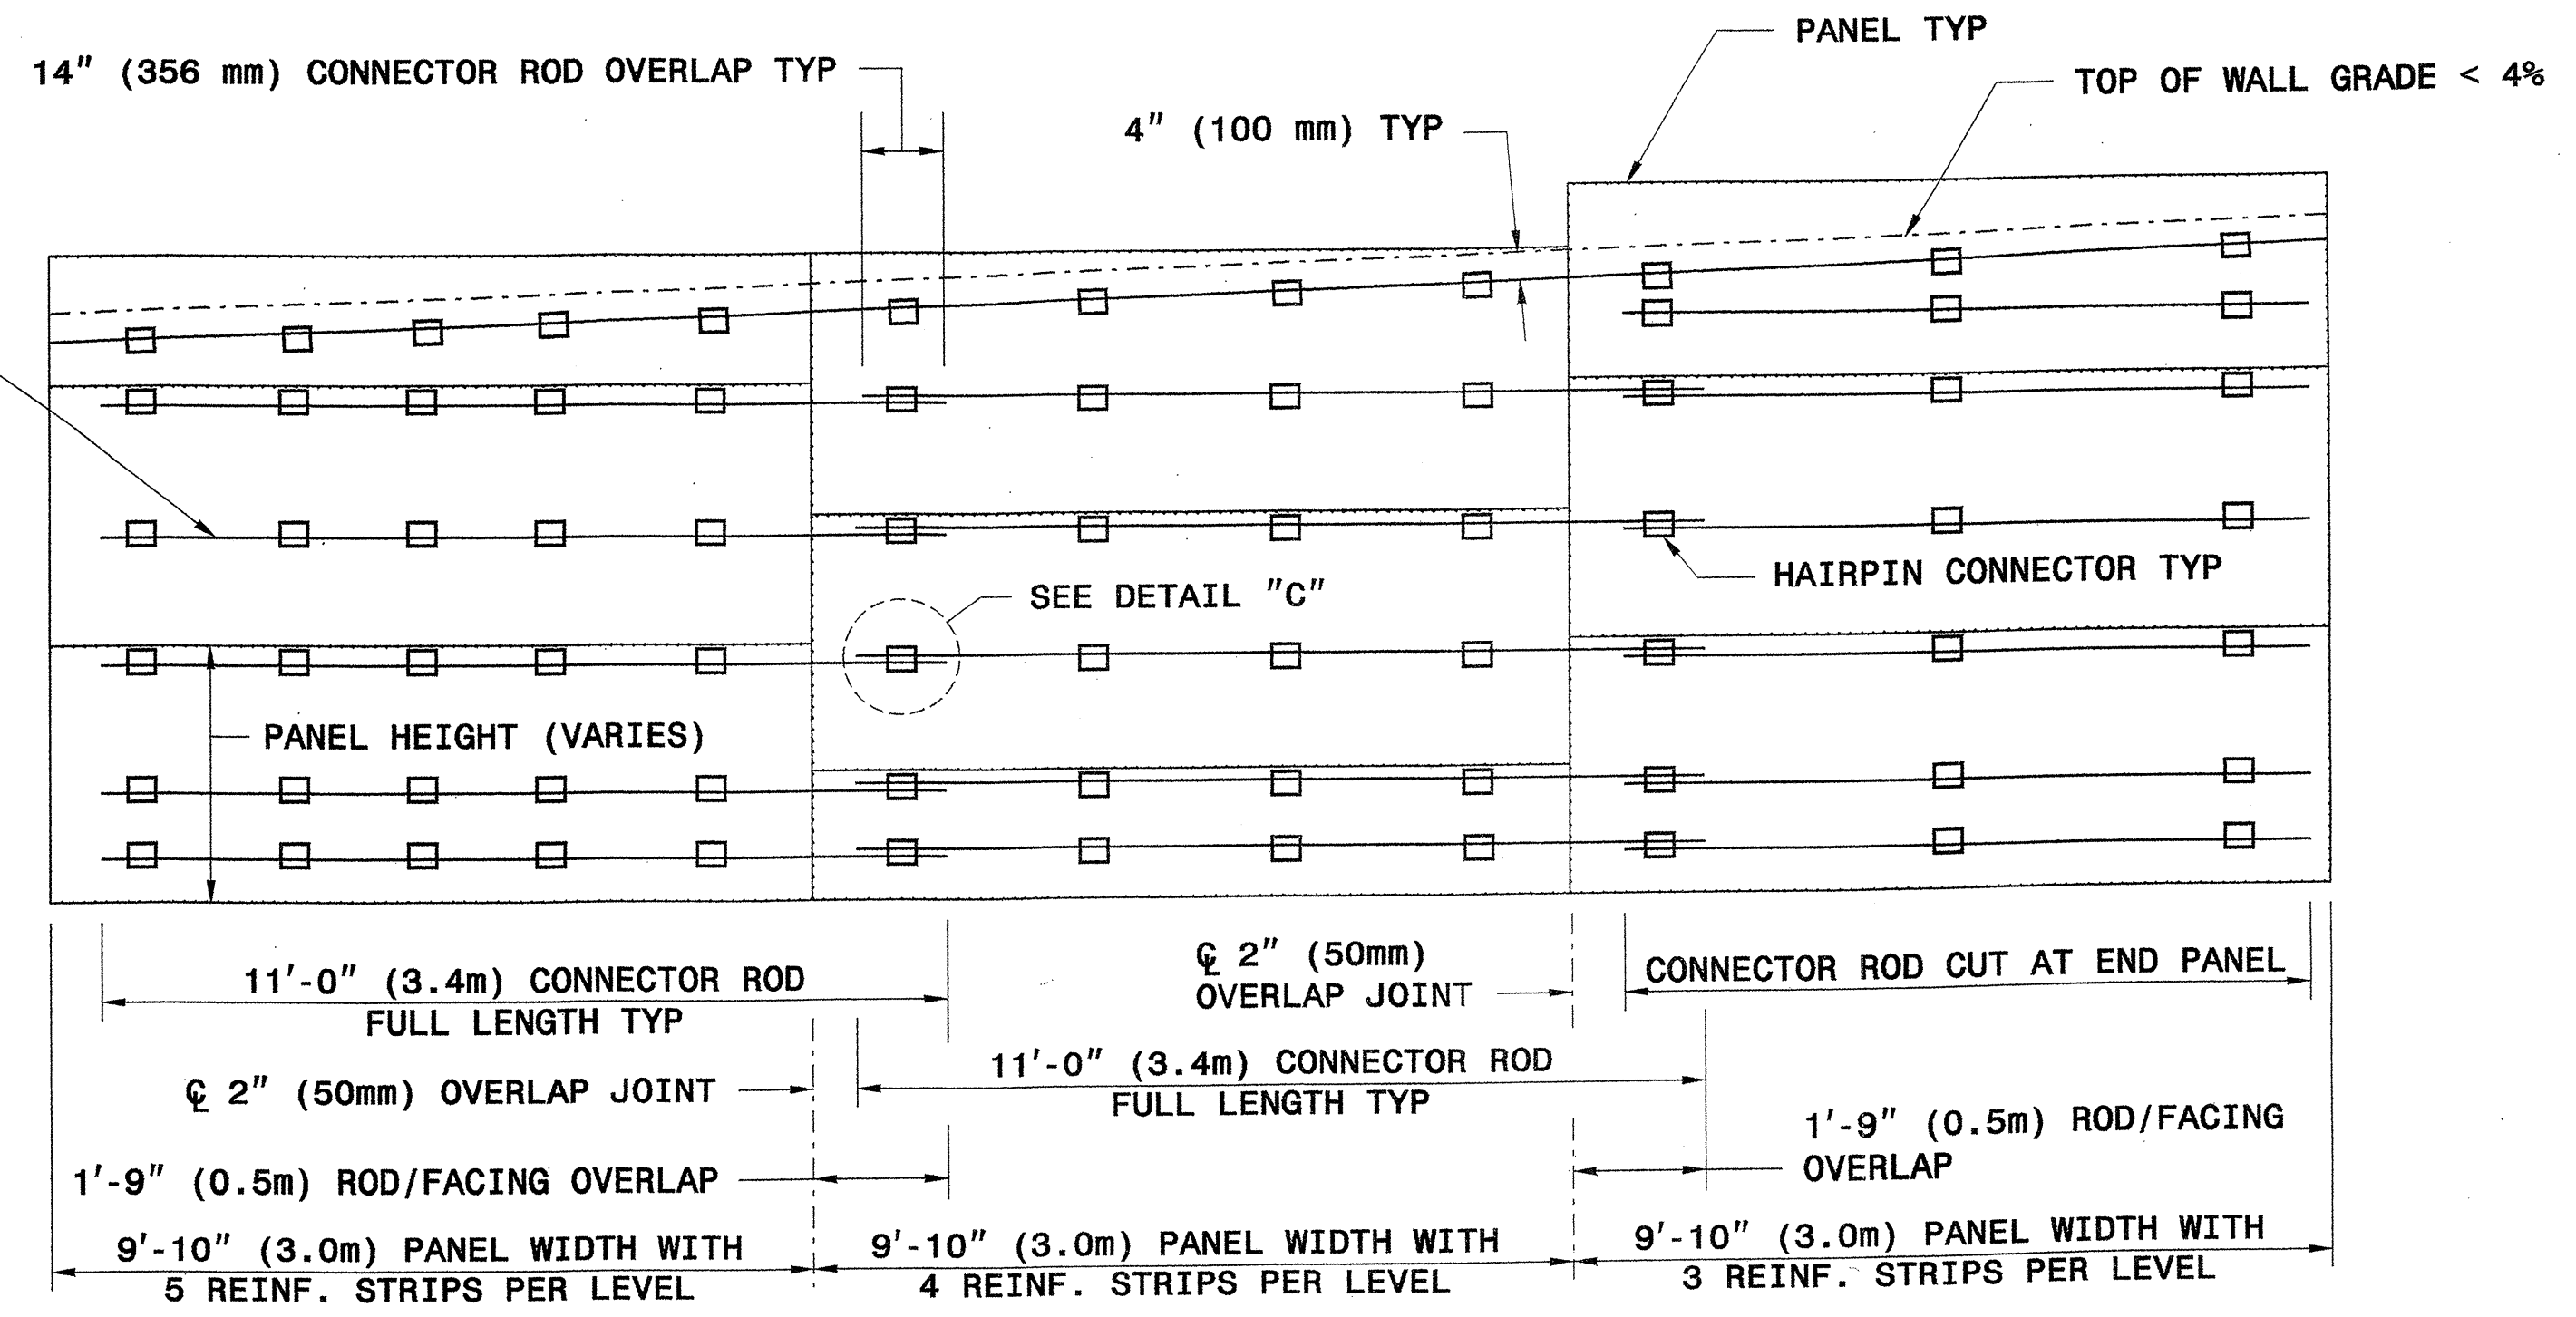 PANEL TYP
14" (356 mm) CONNECTOR ROD OVERLAP TYP
TOP OF WALL GRADE < 4%
4" (100 mm) TYP
HAIRPIN CONNECTOR TYP
SEE DETAIL "C"
PANEL HEIGHT (VARIES)
℄ 2" (50mm)
OVERLAP JOINT
CONNECTOR ROD CUT AT END PANEL
11'-0" (3.4m) CONNECTOR ROD
FULL LENGTH TYP
11'-0" (3.4m) CONNECTOR ROD
FULL LENGTH TYP
℄ 2" (50mm) OVERLAP JOINT
1'-9" (0.5m) ROD/FACING
OVERLAP
1'-9" (0.5m) ROD/FACING OVERLAP
9'-10" (3.0m) PANEL WIDTH WITH
5 REINF. STRIPS PER LEVEL
9'-10" (3.0m) PANEL WIDTH WITH
4 REINF. STRIPS PER LEVEL
9'-10" (3.0m) PANEL WIDTH WITH
3 REINF. STRIPS PER LEVEL